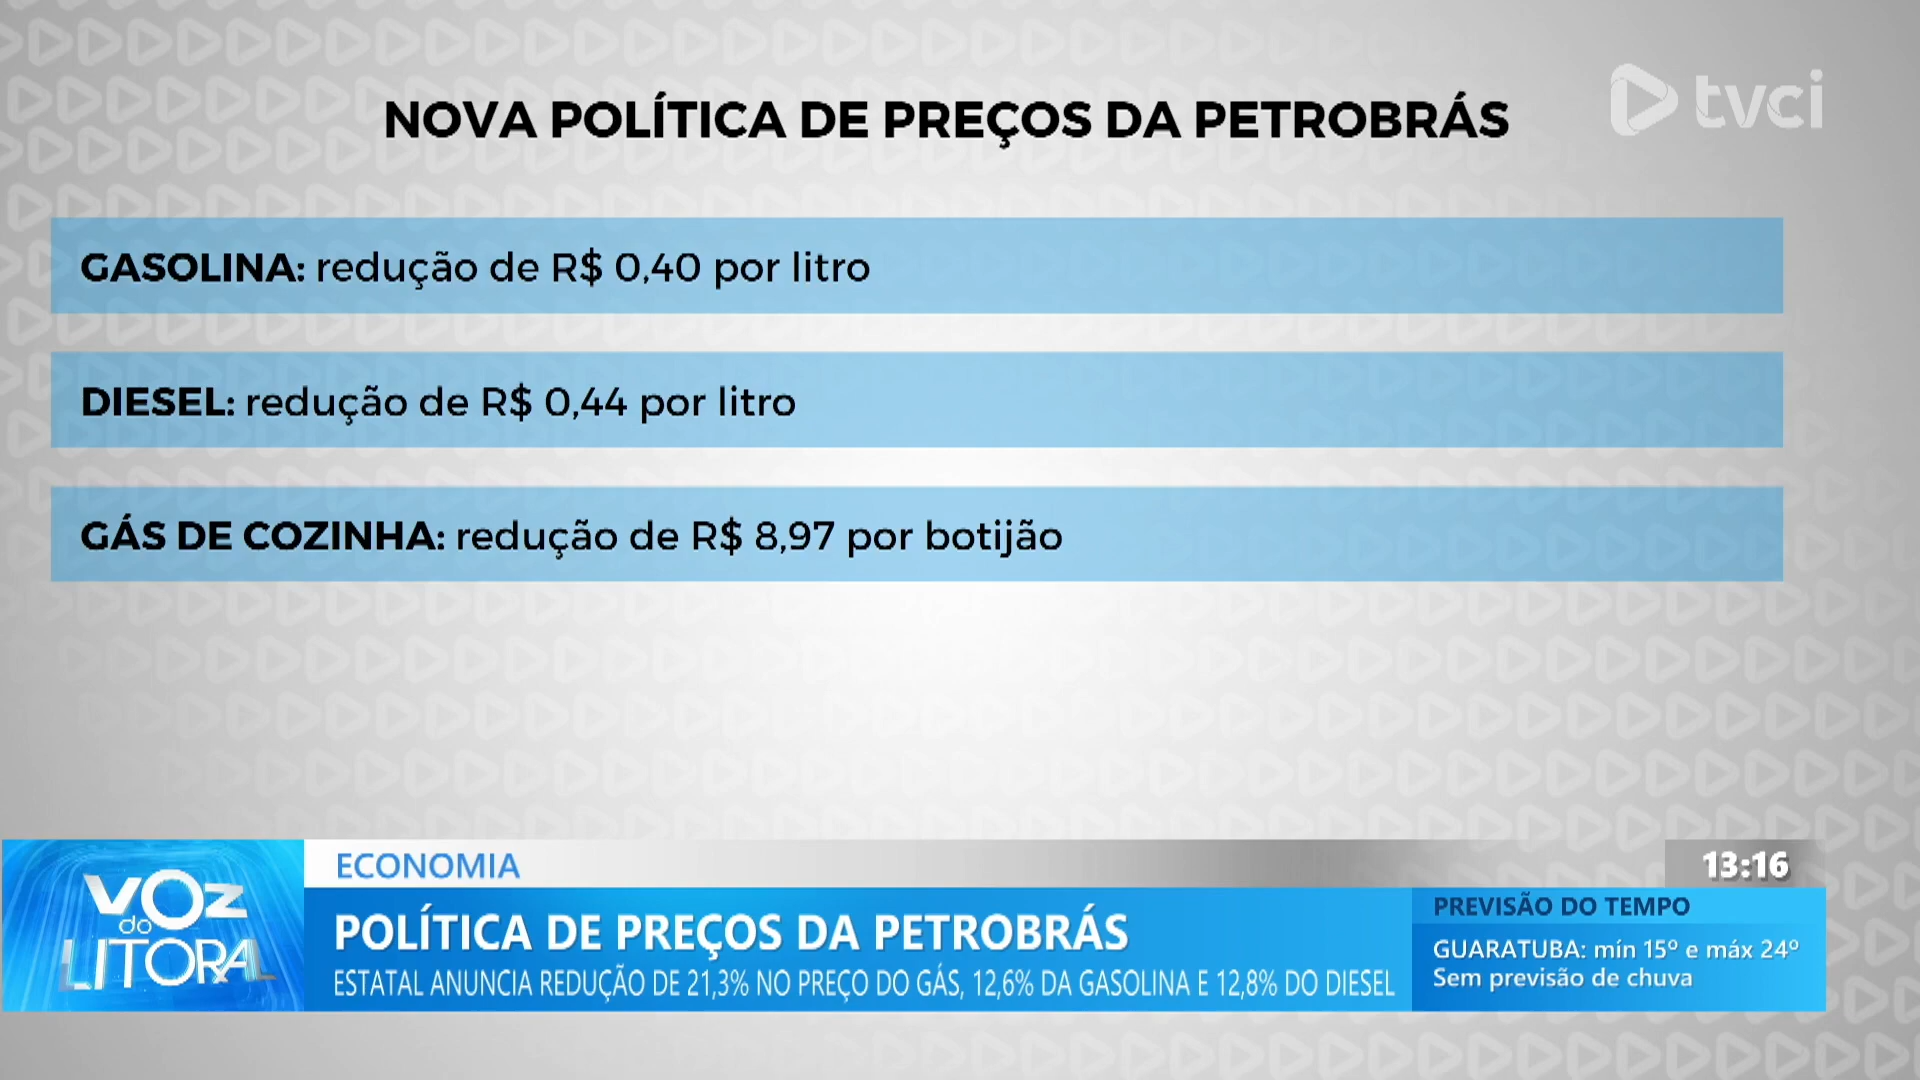 NOVA POLÍTICA DE PREÇOS DA PETROBRÁS
tvci
GASOLINA: redução de R$ 0,40 por litro
DIESEL: redução de R$ 0,44 por litro
GÁS DE COZINHA: redução de R$ 8,97 por botijão
VOZ
do
LITORAL
ECONOMIA
13:16
POLÍTICA DE PREÇOS DA PETROBRÁS
ESTATAL ANUNCIA REDUÇÃO DE 21,3% NO PREÇO DO GÁS, 12,6% DA GASOLINA E 12,8% DO DIESEL
PREVISÃO DO TEMPO
GUARATUBA: mín 15º e máx 24º
Sem previsão de chuva